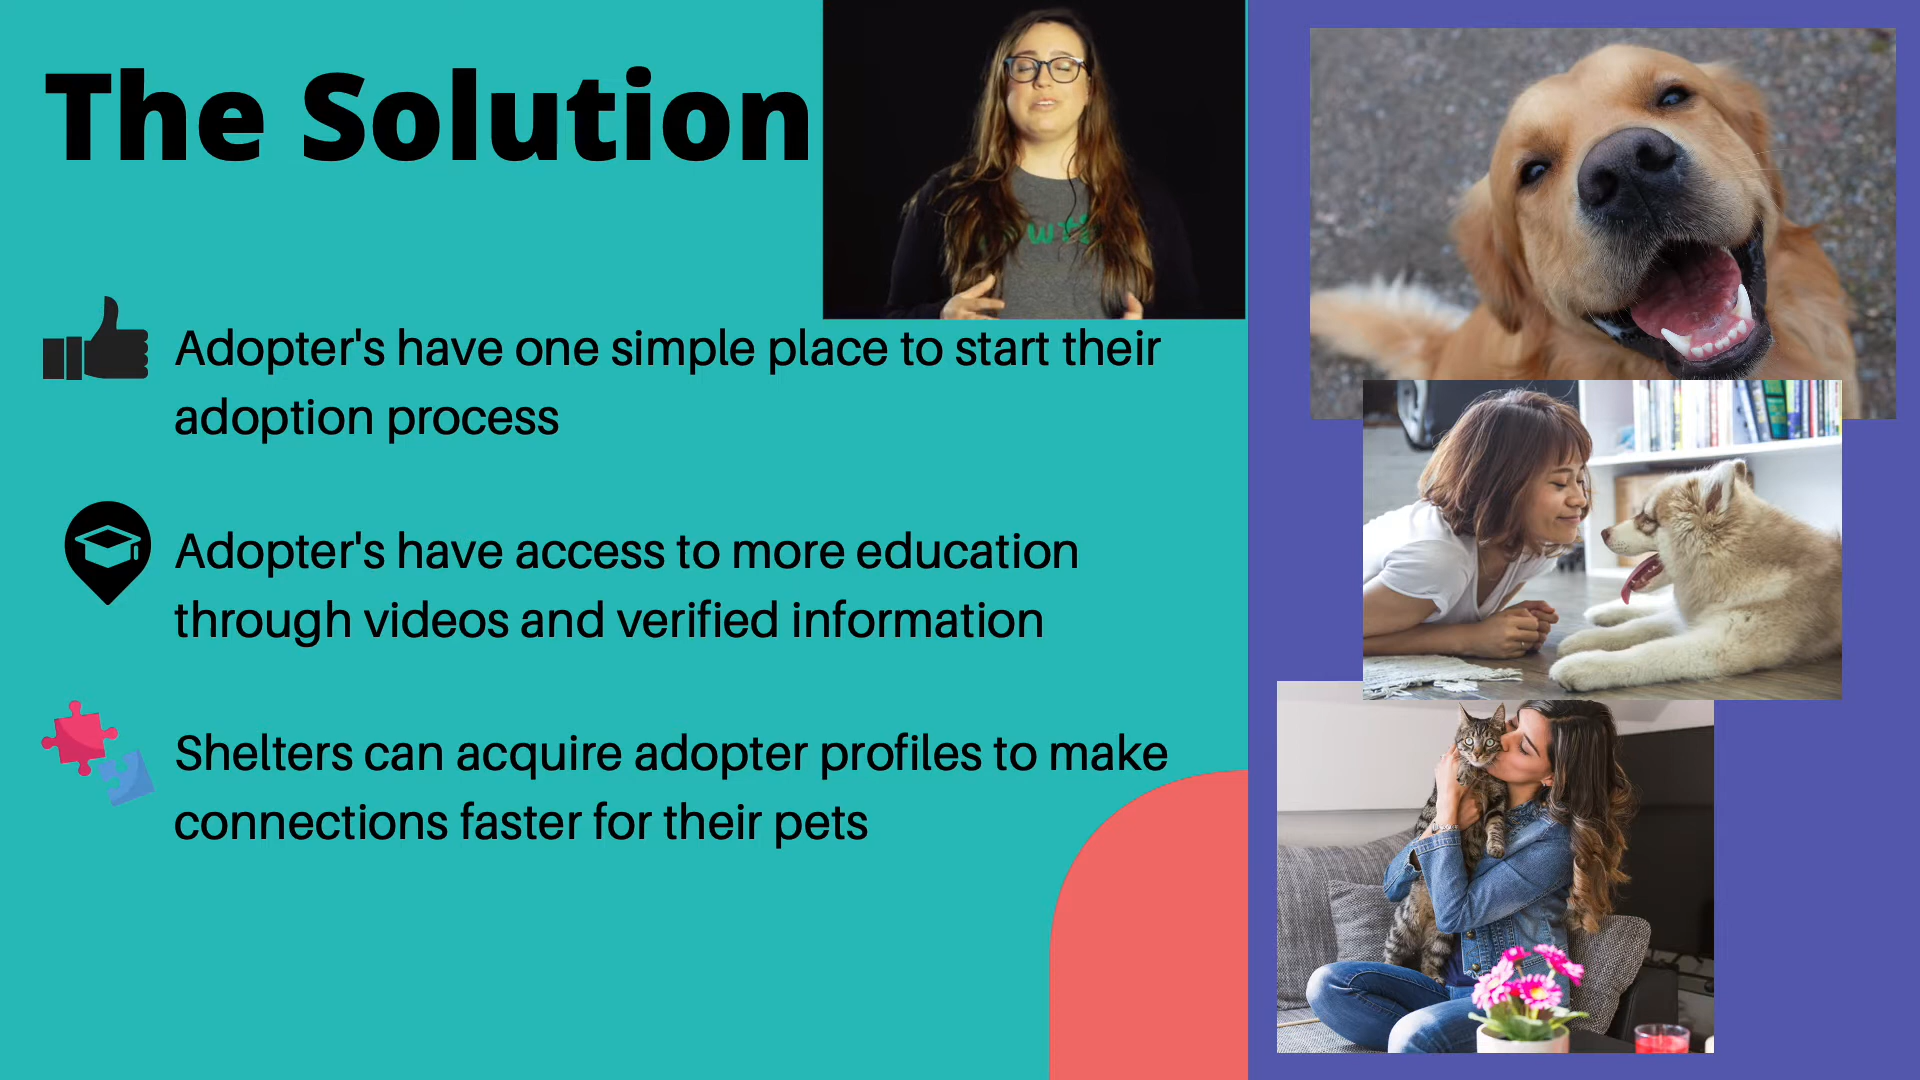 The Solution
Adopter's have one simple place to start their
adoption process
Adopter's have access to more education
through videos and verified information
Shelters can acquire adopter profiles to make
connections faster for their pets